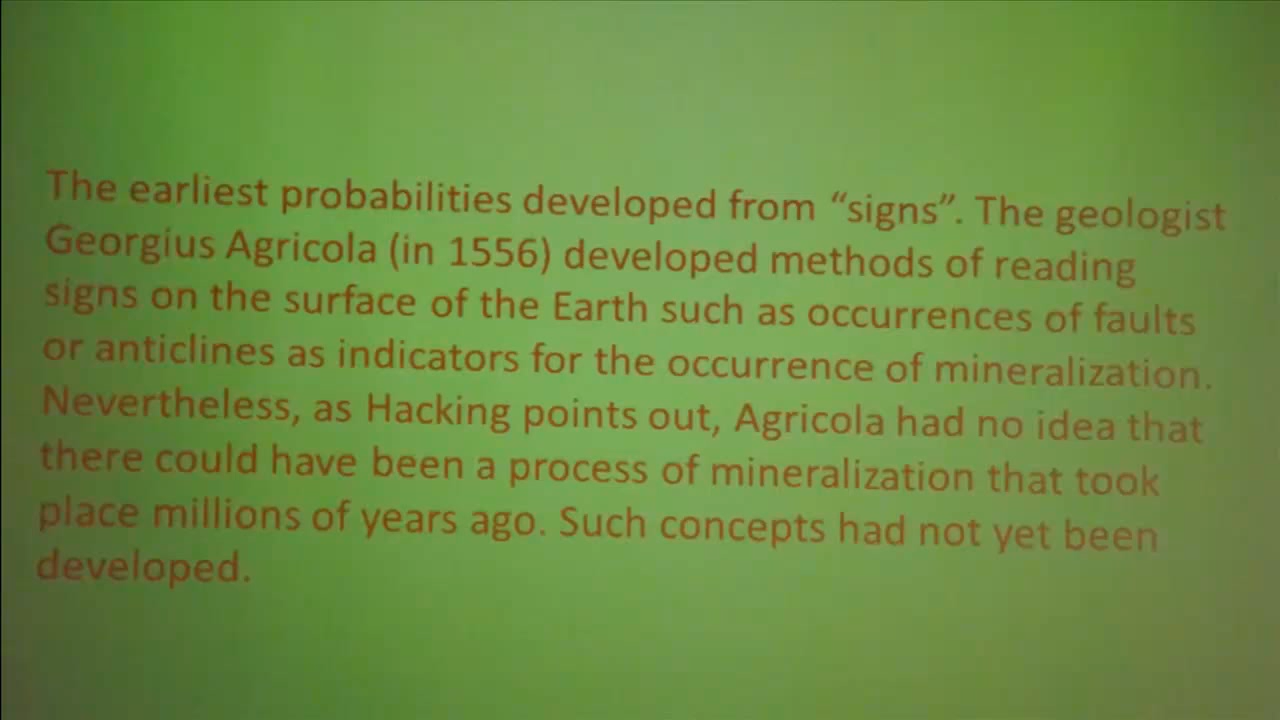 The earliest probabilities developed from “signs”. The geologist
Georgius Agricola (in 1556) developed methods of reading
signs on the surface of the Earth such as occurrences of faults
or anticlines as indicators for the occurrence of mineralization.
Nevertheless, as Hacking points out, Agricola had no idea that
there could have been a process of mineralization that took
place millions of years ago. Such concepts had not yet been
developed.